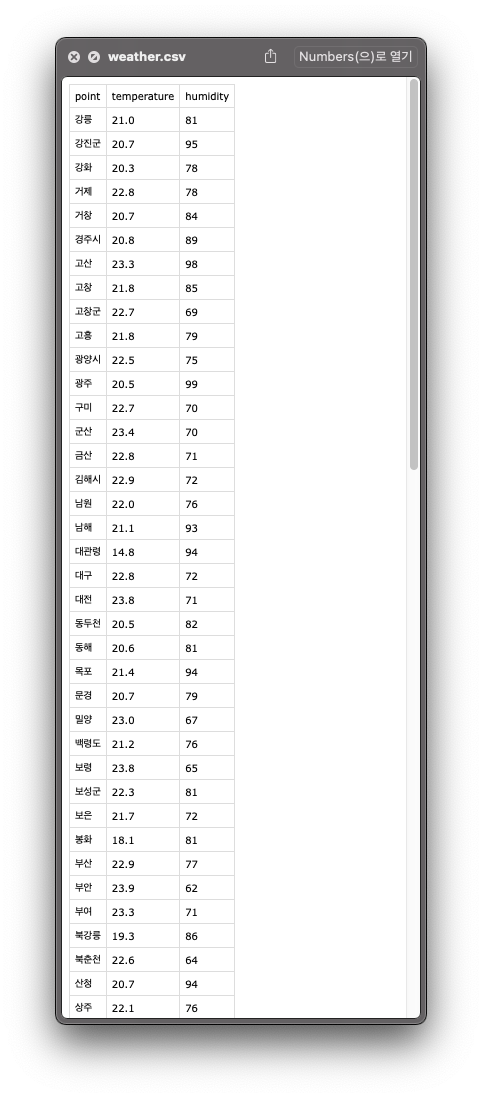 weather.csv Numbers(으)로 열기
point temperature humidity
강릉 21.0 81
강진군 20.7 95
강화 20.3 78
거제 22.8 78
거창 20.7 84
경주시 20.8 89
고산 23.3 98
고창 21.8 85
고창군 22.7 69
고흥 21.8 79
광양시 22.5 75
광주 20.5 99
구미 22.7 70
군산 23.4 70
금산 22.8 71
김해시 22.9 72
남원 22.0 76
남해 21.1 93
대관령 14.8 94
대구 22.8 72
대전 23.8 71
동두천 20.5 82
동해 20.6 81
목포 21.4 94
문경 20.7 79
밀양 23.0 67
백령도 21.2 76
보령 23.8 65
보성군 22.3 81
보은 21.7 72
봉화 18.1 81
부산 22.9 77
부안 23.9 62
부여 23.3 71
북강릉 19.3 86
북춘천 22.6 64
산청 20.7 94
상주 22.1 76